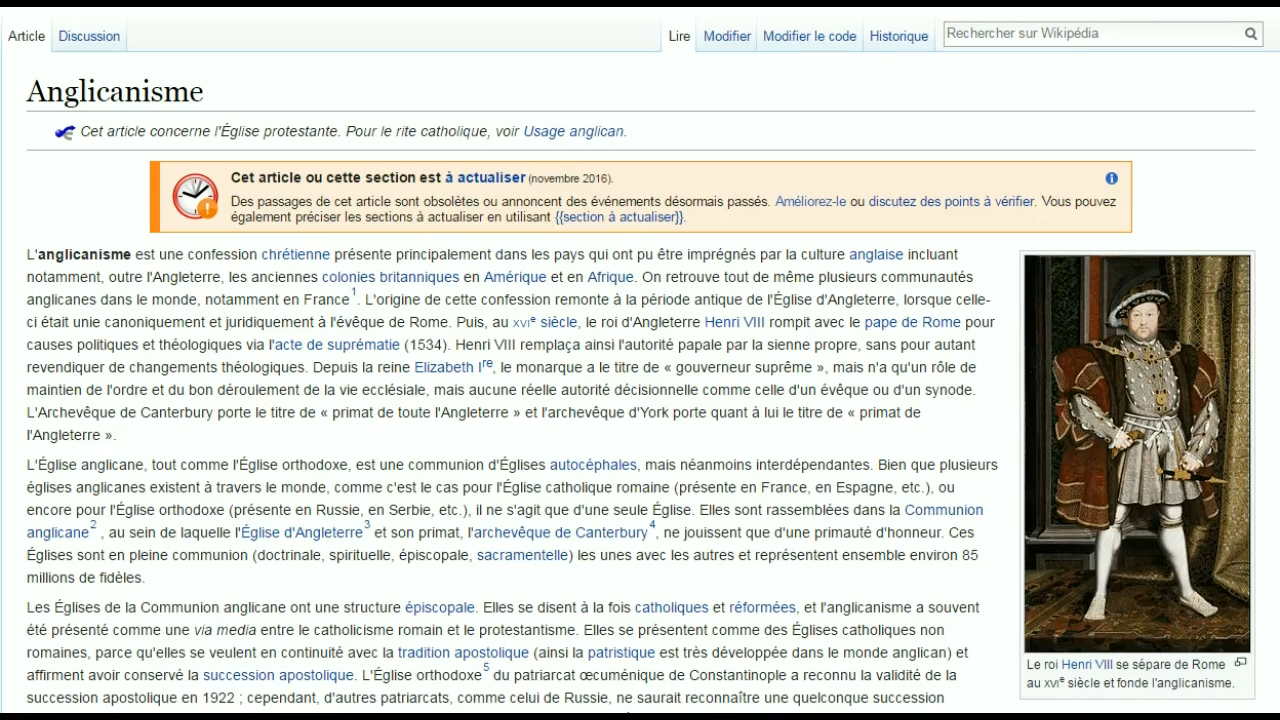 Article Discussion Lire Modifier Modifier le code Historique Rechercher sur Wikipédia
Anglicanisme
Cet article concerne l'Église protestante. Pour le rite catholique, voir Usage anglican.
Cet article ou cette section est à actualiser (novembre 2016).
Des passages de cet article sont obsolètes ou annoncent des événements désormais passés. Améliorez-le ou discutez des points à vérifier. Vous pouvez
également préciser les sections à actualiser en utilisant {{section à actualiser}}.
L'anglicanisme est une confession chrétienne présente principalement dans les pays qui ont pu être imprégnés par la culture anglaise incluant
notamment, outre l'Angleterre, les anciennes colonies britanniques en Amérique et en Afrique. On retrouve tout de même plusieurs communautés
anglicanes dans le monde, notamment en France1. L'origine de cette confession remonte à la période antique de l'Église d'Angleterre, lorsque celle-
ci était unie canoniquement et juridiquement à l'évêque de Rome. Puis, au XVIe siècle, le roi d'Angleterre Henri VIII rompit avec le pape de Rome pour
causes politiques et théologiques via l'acte de suprématie (1534). Henri VIII remplaça ainsi l'autorité papale par la sienne propre, sans pour autant
revendiquer de changements théologiques. Depuis la reine Elizabeth Ire, le monarque a le titre de « gouverneur suprême », mais n'a qu'un rôle de
maintien de l'ordre et du bon déroulement de la vie ecclésiale, mais aucune réelle autorité décisionnelle comme celle d'un évêque ou d'un synode.
L'Archevêque de Canterbury porte le titre de « primat de toute l'Angleterre » et l'archevêque d'York porte quant à lui le titre de « primat de
l'Angleterre ».
L'Église anglicane, tout comme l'Église orthodoxe, est une communion d'Églises autocéphales, mais néanmoins interdépendantes. Bien que plusieurs
églises anglicanes existent à travers le monde, comme c'est le cas pour l'Église catholique romaine (présente en France, en Espagne, etc.), ou
encore pour l'Église orthodoxe (présente en Russie, en Serbie, etc.), il ne s'agit que d'une seule Église. Elles sont rassemblées dans la Communion
anglicane2 , au sein de laquelle l'Église d'Angleterre3 et son primat, l'archevêque de Canterbury4, ne jouissent que d'une primauté d'honneur. Ces
Églises sont en pleine communion (doctrinale, spirituelle, épiscopale, sacramentelle) les unes avec les autres et représentent ensemble environ 85
millions de fidèles.
Les Églises de la Communion anglicane ont une structure épiscopale. Elles se disent à la fois catholiques et réformées, et l'anglicanisme a souvent
été présenté comme une via media entre le catholicisme romain et le protestantisme. Elles se présentent comme des Églises catholiques non
romaines, parce qu'elles se veulent en continuité avec la tradition apostolique (ainsi la patristique est très développée dans le monde anglican) et
affirment avoir conservé la succession apostolique. L'Église orthodoxe5 du patriarcat œcuménique de Constantinople a reconnu la validité de la
succession apostolique en 1922 ; cependant, d'autres patriarcats, comme celui de Russie, ne saurait reconnaître une quelconque succession
Le roi Henri VIII se sépare de Rome
au XVIe siècle et fonde l'anglicanisme.